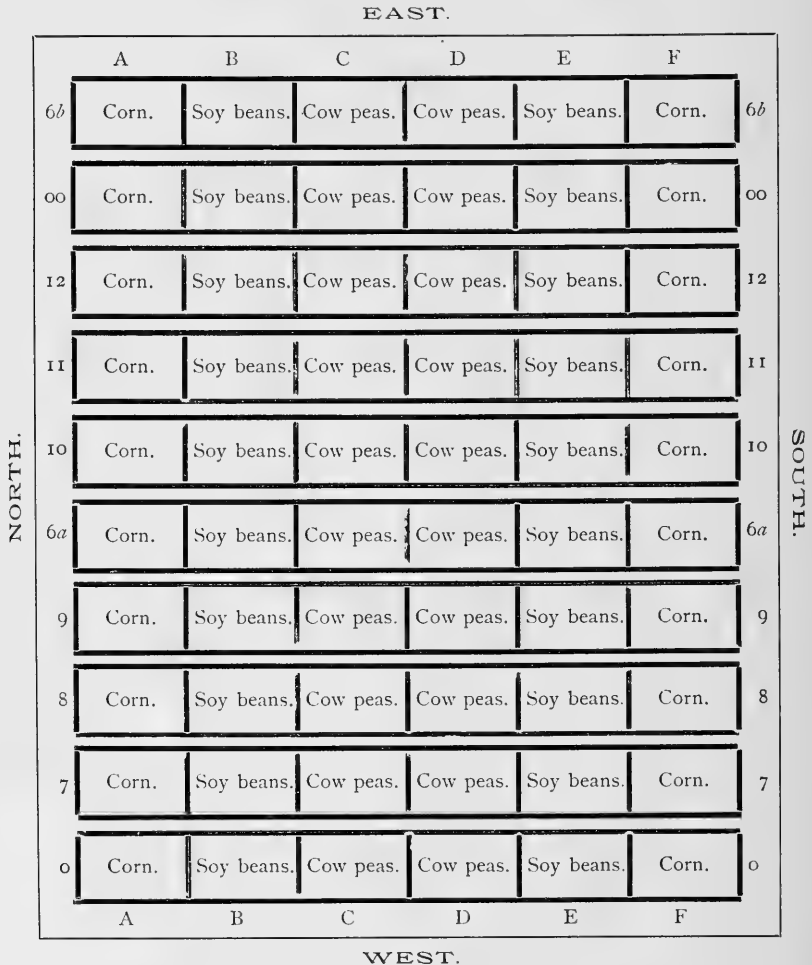 EAST.
A B C D E F
6b Corn. Soy beans. Cow peas. Cow peas. Soy beans. Corn. 6b
00 Corn. Soy beans. Cow peas. Cow peas. Soy beans. Corn. 00
12 Corn. Soy beans. Cow peas. Cow peas. Soy beans. Corn. 12
11 Corn. Soy beans. Cow peas. Cow peas. Soy beans. Corn. 11
10 Corn. Soy beans. Cow peas. Cow peas. Soy beans. Corn. 10
NORTH.
SOUTH.
6a Corn. Soy beans. Cow peas. Cow peas. Soy beans. Corn. 6a
9 Corn. Soy beans. Cow peas. Cow peas. Soy beans. Corn. 9
8 Corn. Soy beans. Cow peas. Cow peas. Soy beans. Corn. 8
7 Corn. Soy beans. Cow peas. Cow peas. Soy beans. Corn. 7
0 Corn. Soy beans. Cow peas. Cow peas. Soy beans. Corn. 0
A B C D E F
WEST.